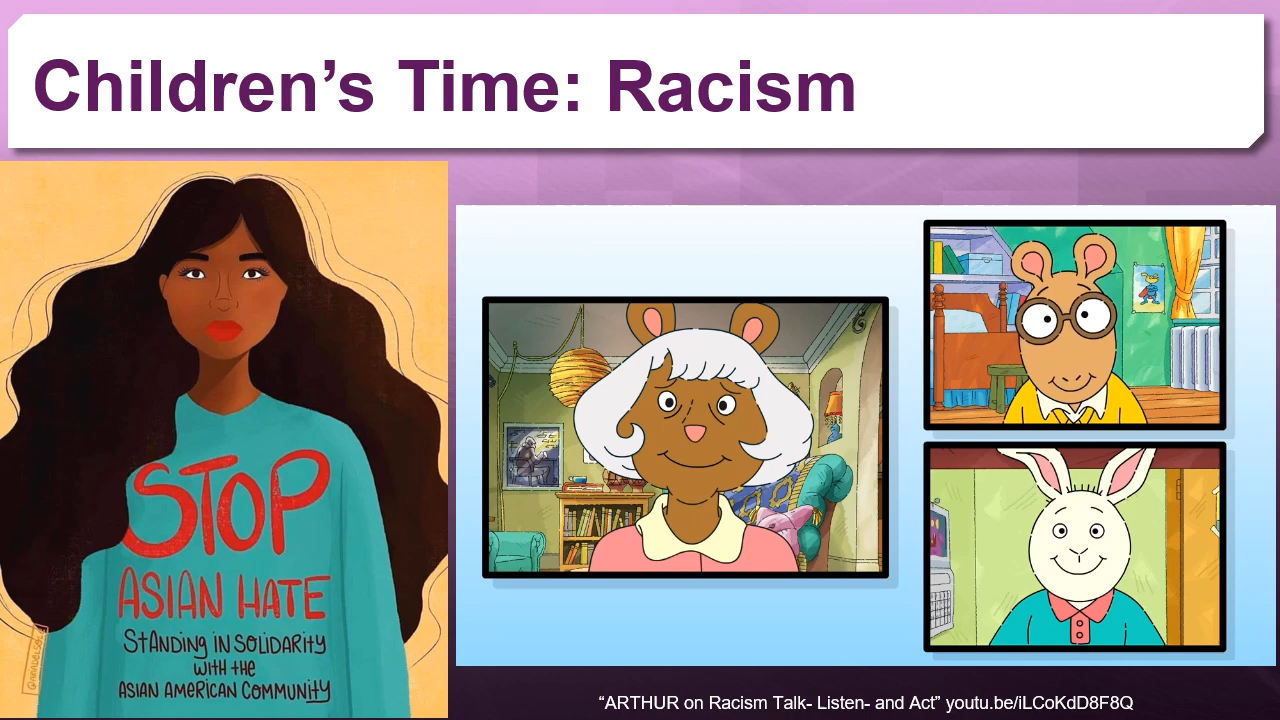 Children’s Time: Racism
STOP
ASIAN HATE
STANDING IN SOLIDARITY
WITH THE
ASIAN AMERICAN COMMUNITY
“ARTHUR on Racism Talk- Listen- and Act” youtu.be/iLCoKdD8F8Q